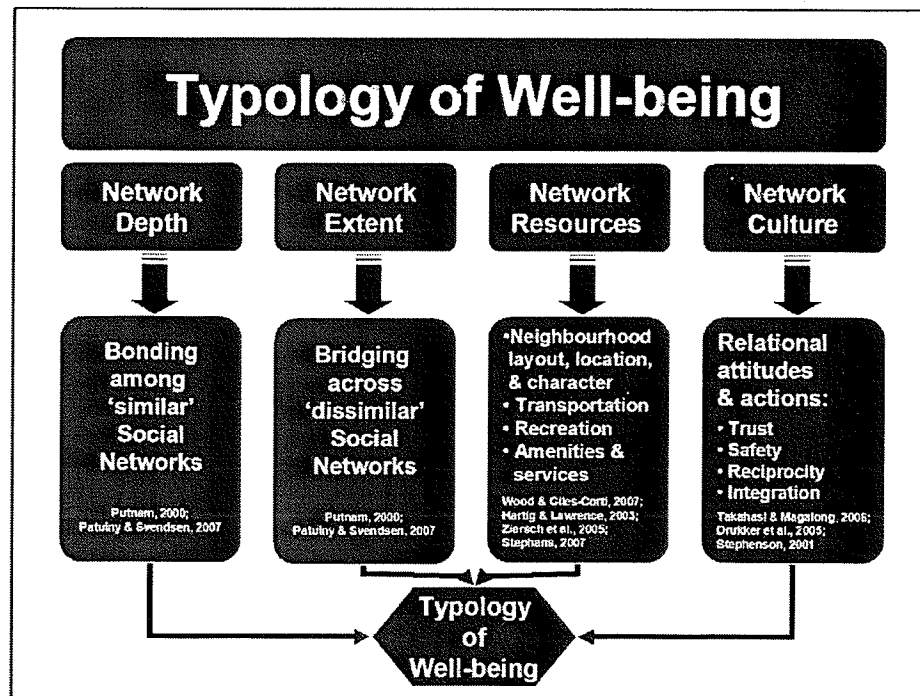 Typology of Well-being
Network
Depth
Network
Extent
Network
Resources
Network
Culture
Bonding
among
‘similar’
Social
Networks
Putnam, 2000;
Patulny & Svendsen, 2007
Bridging
across
‘dissimilar’
Social
Networks
Putnam, 2000;
Patulny & Svendsen, 2007
•Neighbourhood
layout, location,
& character
• Transportation
• Recreation
• Amenities &
services
Wood & Giles-Corti, 2007;
Hartig & Lawrence, 2003;
Ziersch et al., 2005;
Stephans, 2007
Relational
attitudes
& actions:
• Trust
• Safety
• Reciprocity
• Integration
Takahasi & Magalong, 2006;
Drukker et al., 2005;
Stephenson, 2001
Typology
of
Well-being